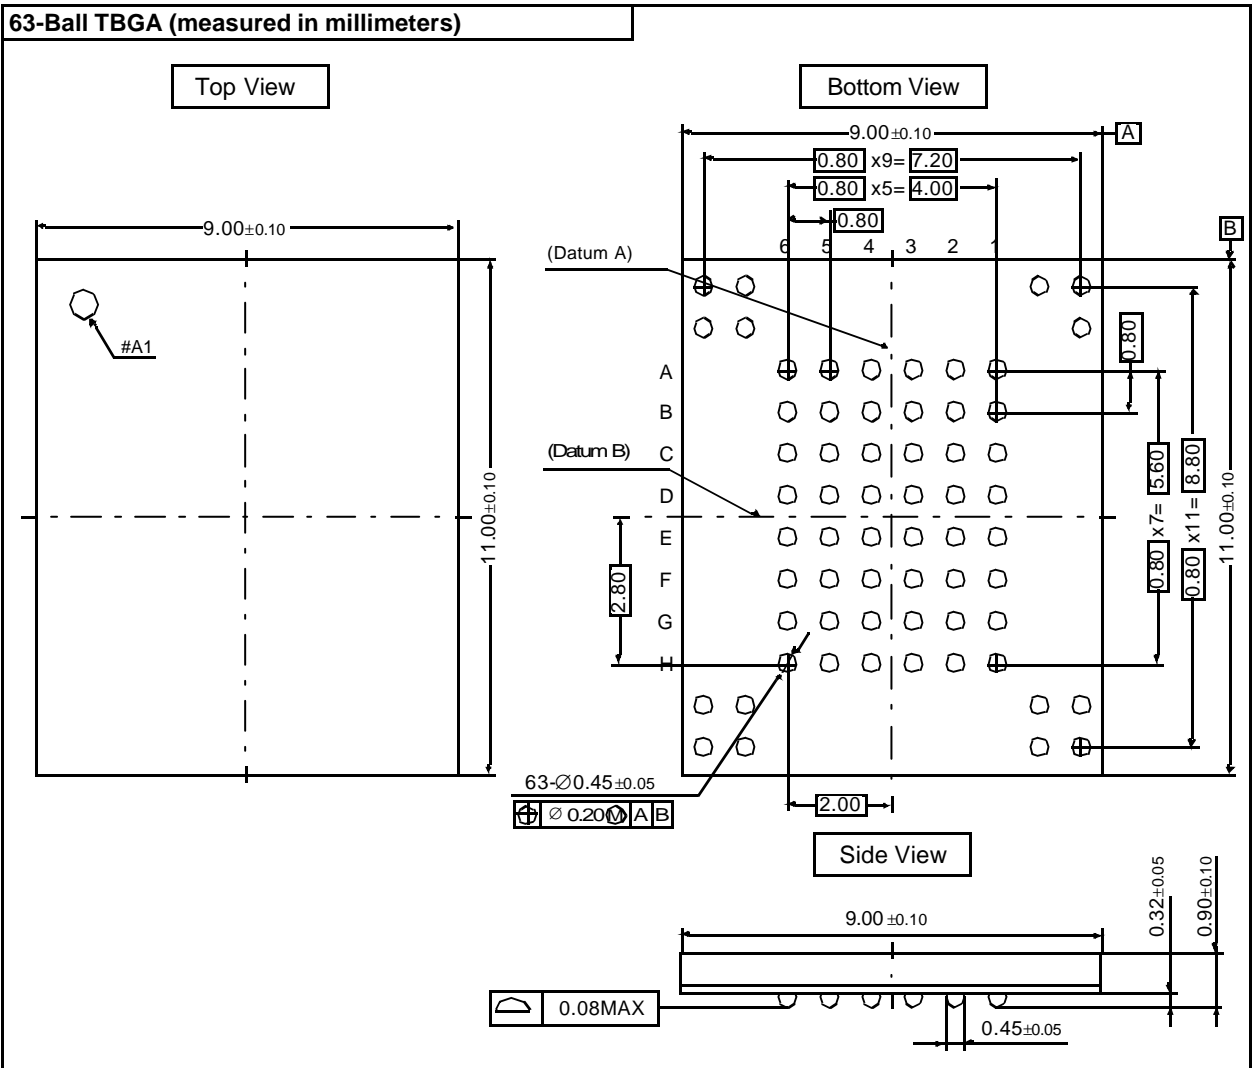 63-Ball TBGA (measured in millimeters)
Top View
Bottom View
9.00±0.10
A
0.80 x9= 7.20
0.80 x5= 4.00
0.80
9.00±0.10
B
6 5 4 3 2 1
(Datum A)
#A1
0.80
A
B
C
(Datum B)
D
E
F
G
H
11.00±0.10
2.80
0.80 x7= 5.60
0.80 x11= 8.80
11.00±0.10
63-∅0.45±0.05
∅ 0.20 M A B
2.00
Side View
9.00 ±0.10
0.32±0.05
0.90±0.10
0.08MAX
0.45±0.05